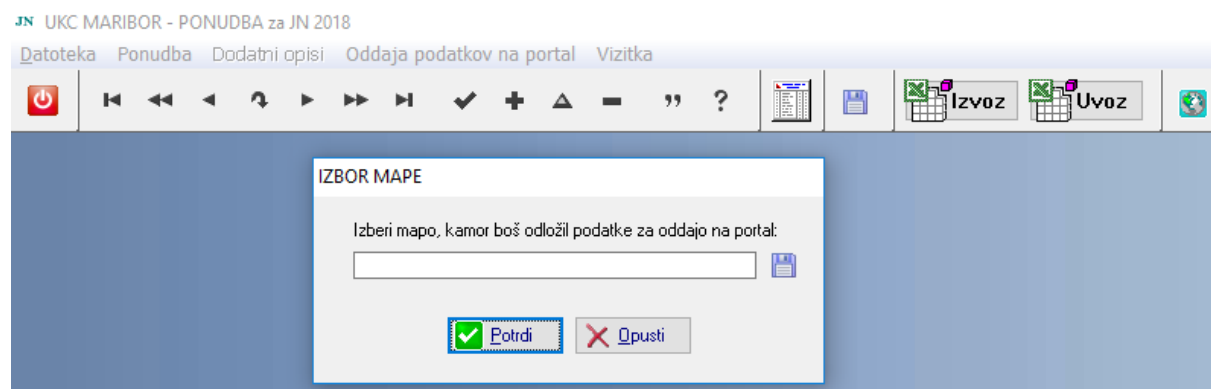 JN UKC MARIBOR - PONUDBA za JN 2018
Datoteka Ponudba Dodatni opisi Oddaja podatkov na portal Vizitka
” ? Izvoz Uvoz
IZBOR MAPE
Izberi mapo, kamor boš odložil podatke za oddajo na portal:
Potrdi Opusti